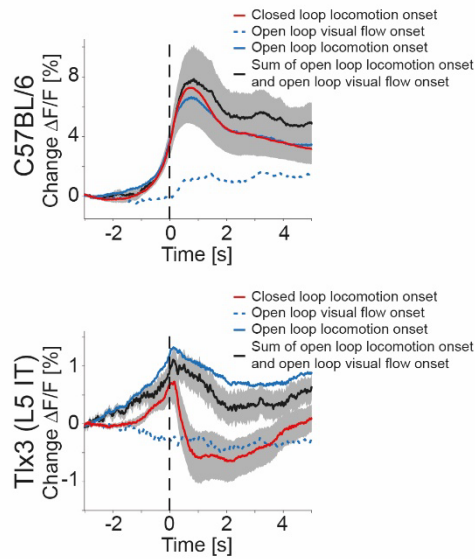 Closed loop locomotion onset
Open loop visual flow onset
Open loop locomotion onset
Sum of open loop locomotion onset
and open loop visual flow onset
C57BL/6
Change ΔF/F [%]
8
4
0
-2
0
2
4
Time [s]
Closed loop locomotion onset
Open loop visual flow onset
Open loop locomotion onset
Sum of open loop locomotion onset
and open loop visual flow onset
Tlx3 (L5 IT)
Change ΔF/F [%]
1
0
-1
-2
0
2
4
Time [s]